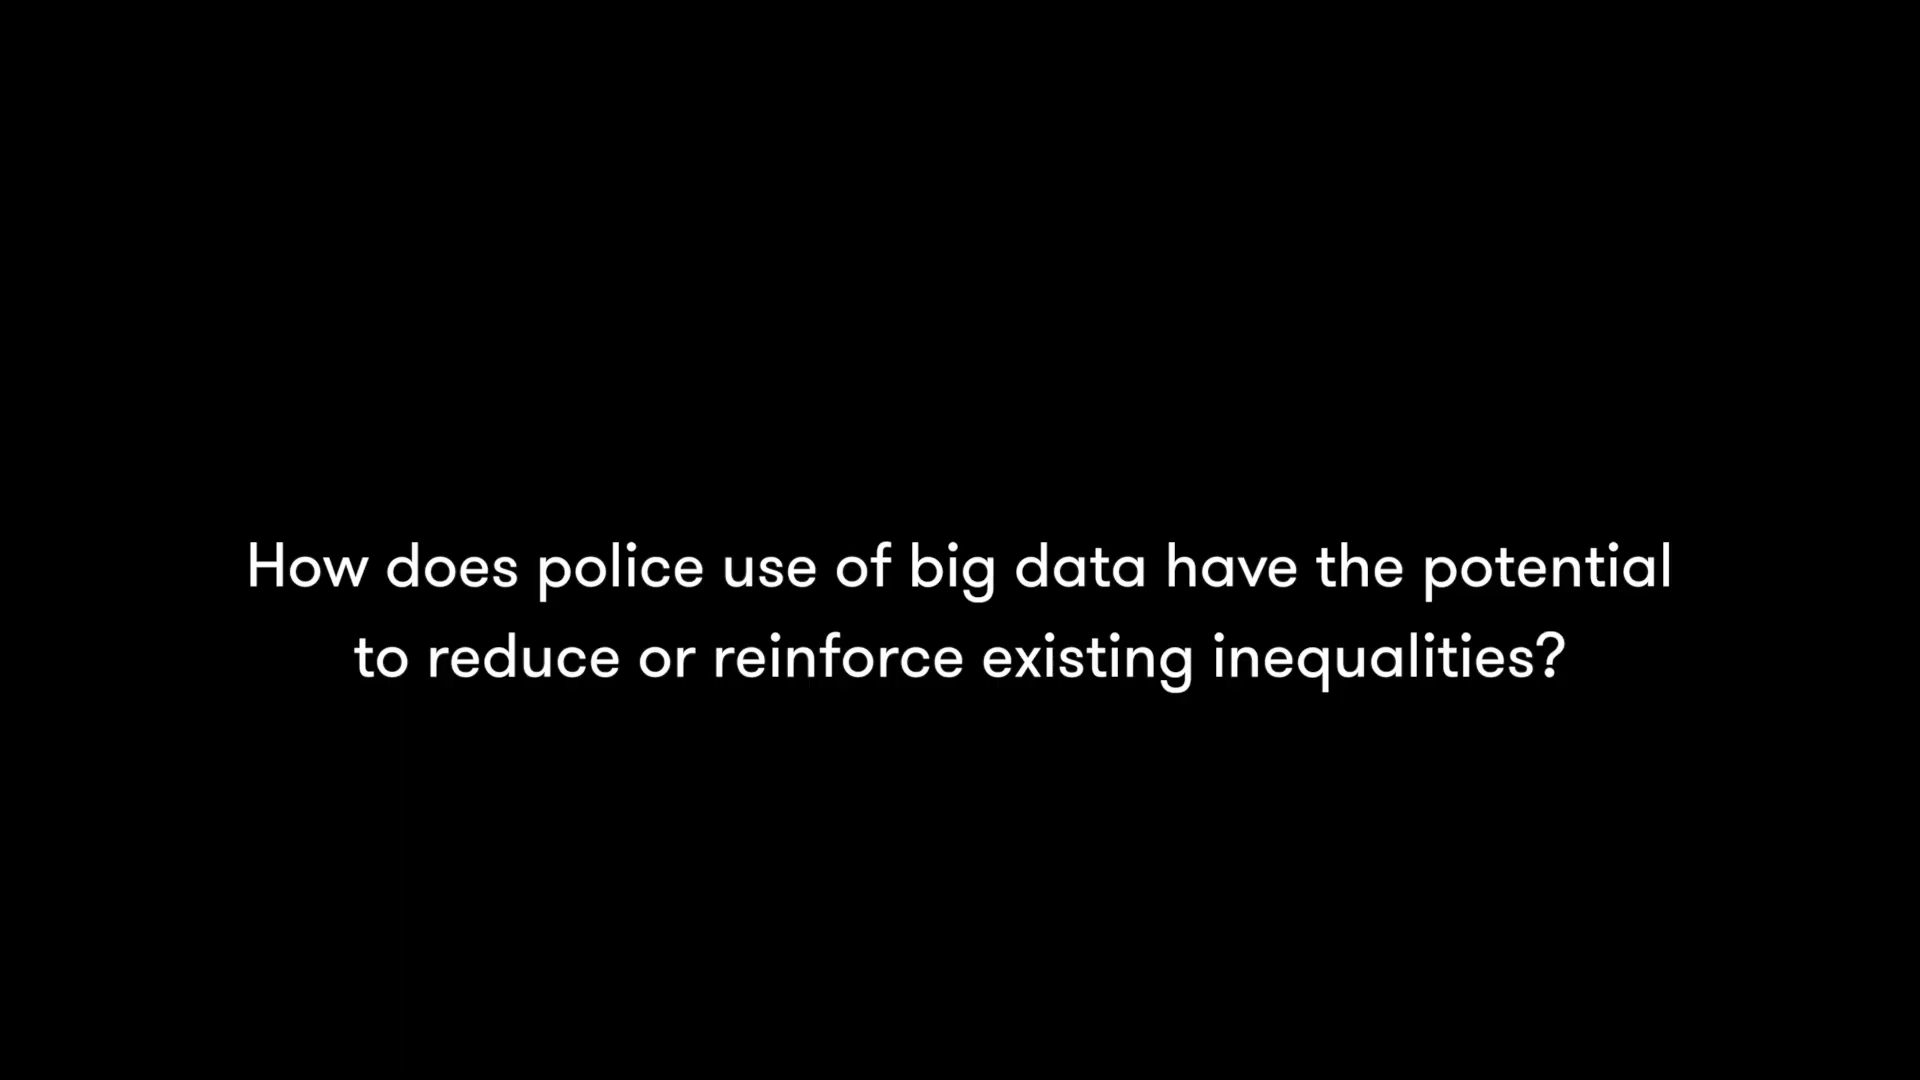 How does police use of big data have the potential
to reduce or reinforce existing inequalities?